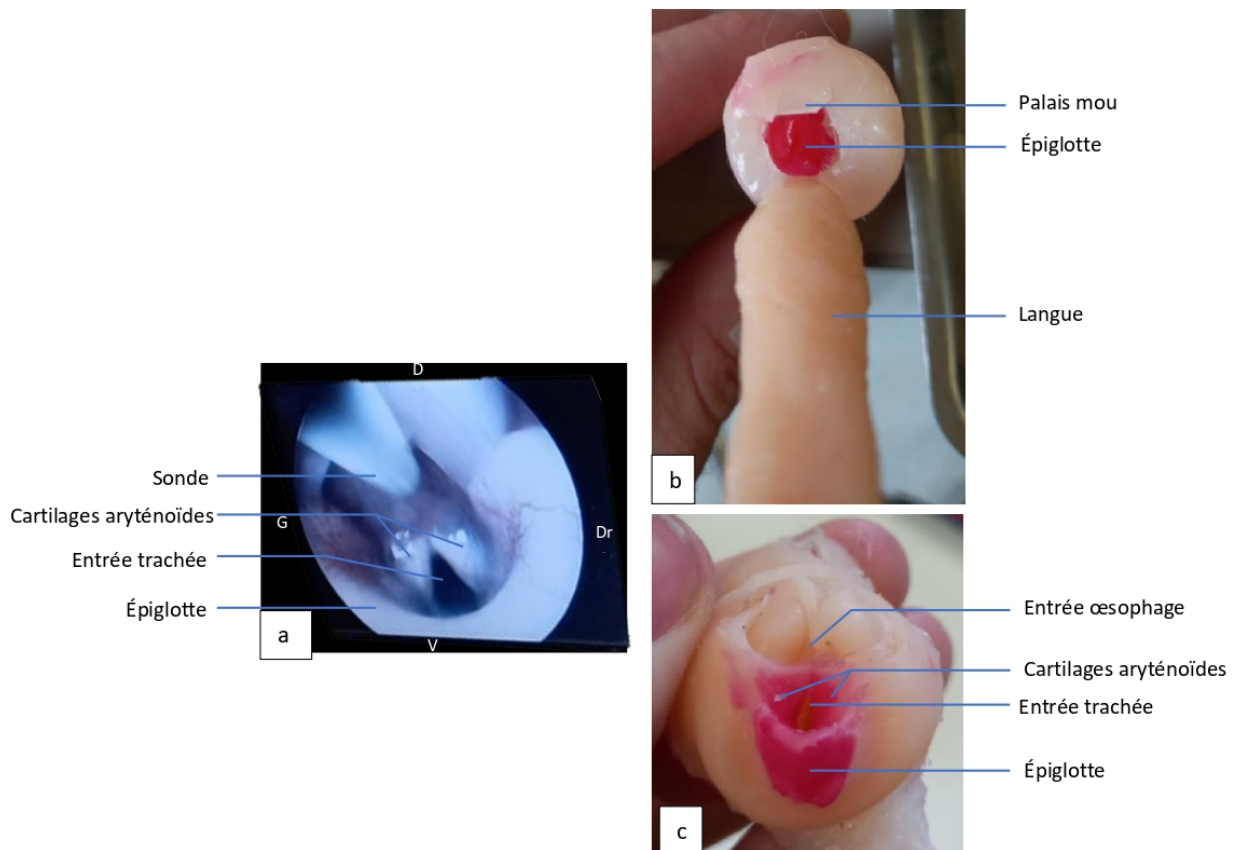 D
Sonde
Cartilages aryténoïdes
G
Dr
Entrée trachée
Épiglotte
V
a
Palais mou
Épiglotte
Langue
b
Entrée œsophage
Cartilages aryténoïdes
Entrée trachée
Épiglotte
c